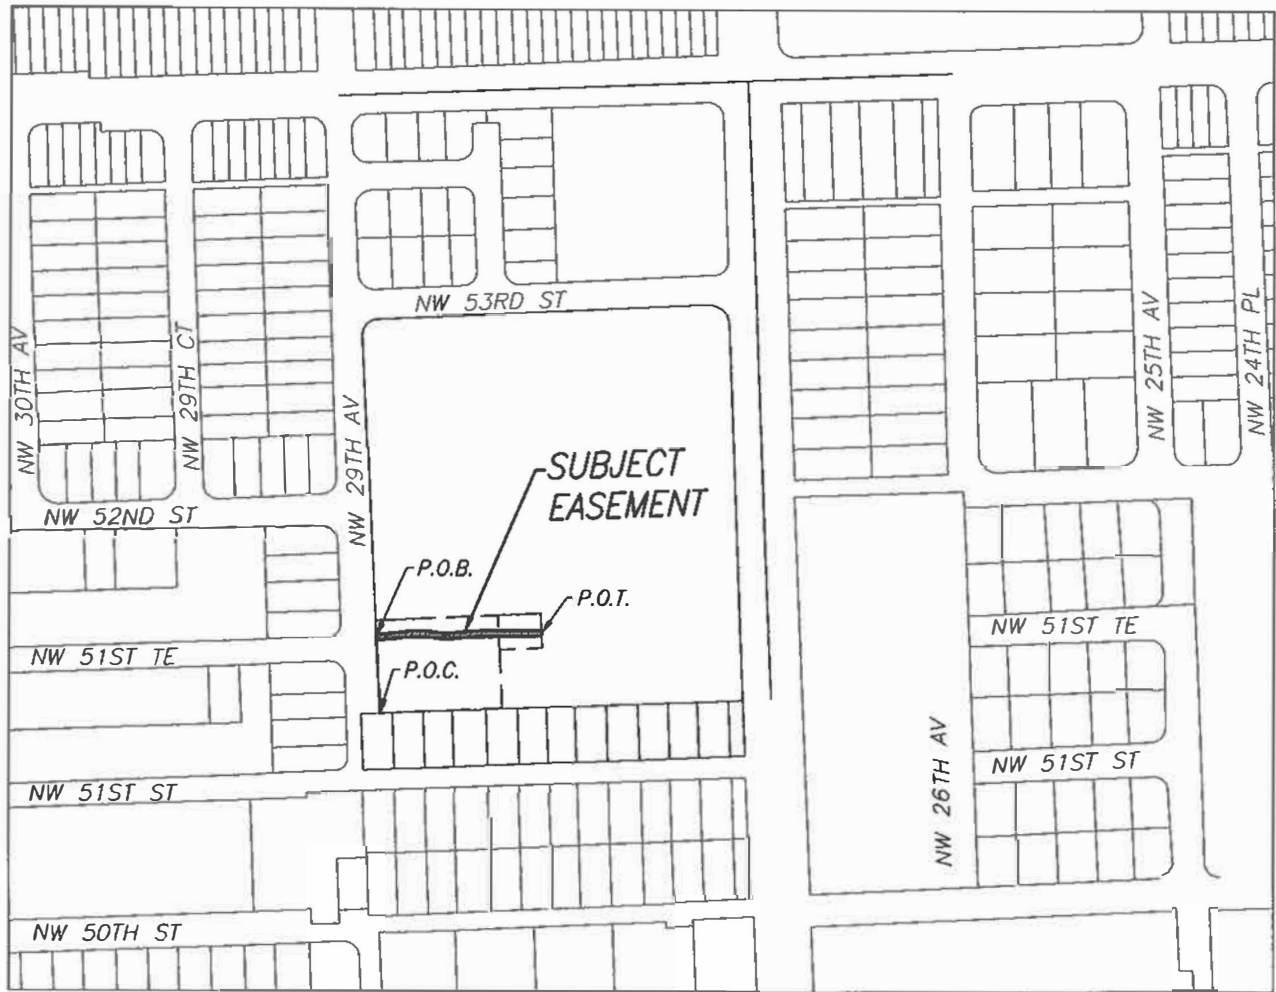 NW 53RD ST
NW 30TH AV
NW 29TH CT
NW 29TH AV
NW 25TH AV
NW 24TH PL
SUBJECT
EASEMENT
NW 52ND ST
P.O.B.
P.O.T.
NW 51ST TE
NW 51ST TE
P.O.C.
NW 26TH AV
NW 51ST ST
NW 51ST ST
NW 50TH ST